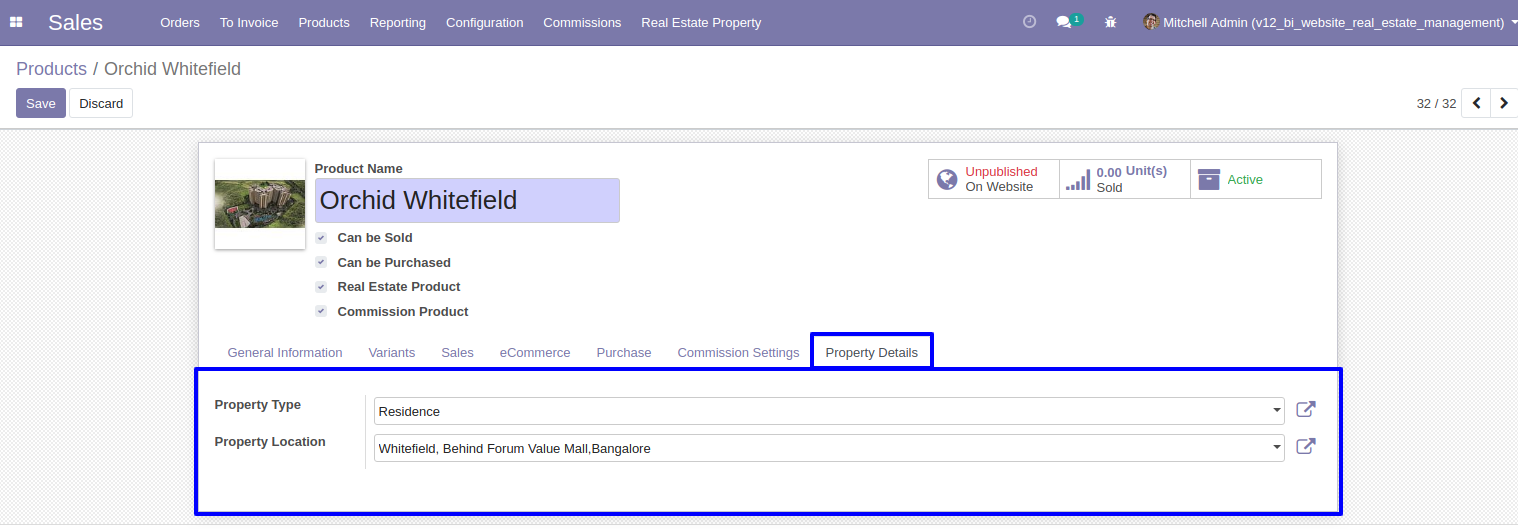 Sales Orders To Invoice Products Reporting Configuration Commissions Real Estate Property 1 Mitchell Admin (v12_bi_website_real_estate_management)
Products / Orchid Whitefield
Save Discard 32 / 32
Product Name
Orchid Whitefield
Unpublished
On Website
0.00 Unit(s)
Sold
Active
Can be Sold
Can be Purchased
Real Estate Product
Commission Product
General Information Variants Sales eCommerce Purchase Commission Settings Property Details
Property Type Residence
Property Location Whitefield, Behind Forum Value Mall,Bangalore